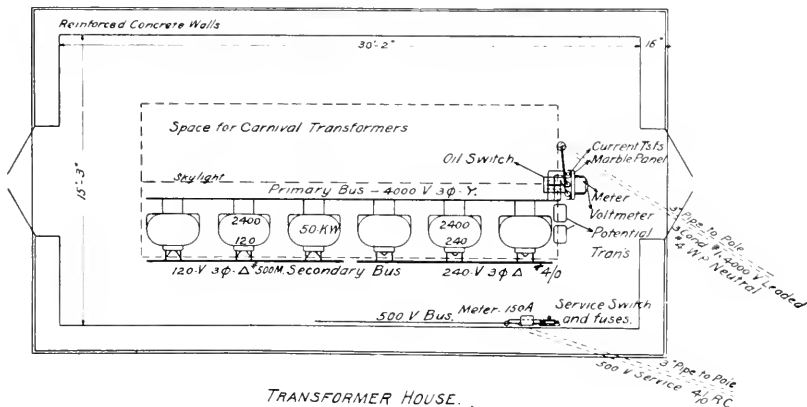 Reinforced Concrete Walls
30'-2"
16"
15'-3"
Space for Carnival Transformers
Oil Switch
Current Tsfs
Marble Panel
Skylight
Primary Bus - 4000 V 3φ-Y.
Meter
Voltmeter
Potential
Trans
2400
120
50-KW
2400
240
3" Pipe to Pole
3 Cond #1, 4000 V Leaded
#4 W.P. Neutral
120-V 3φ-Δ #500M. Secondary Bus
240-V 3φ Δ #4/0
500 V Bus.
Meter-150A
Service Switch
and fuses.
3" Pipe to Pole
500 V Service 4/0 R.C.
TRANSFORMER HOUSE.